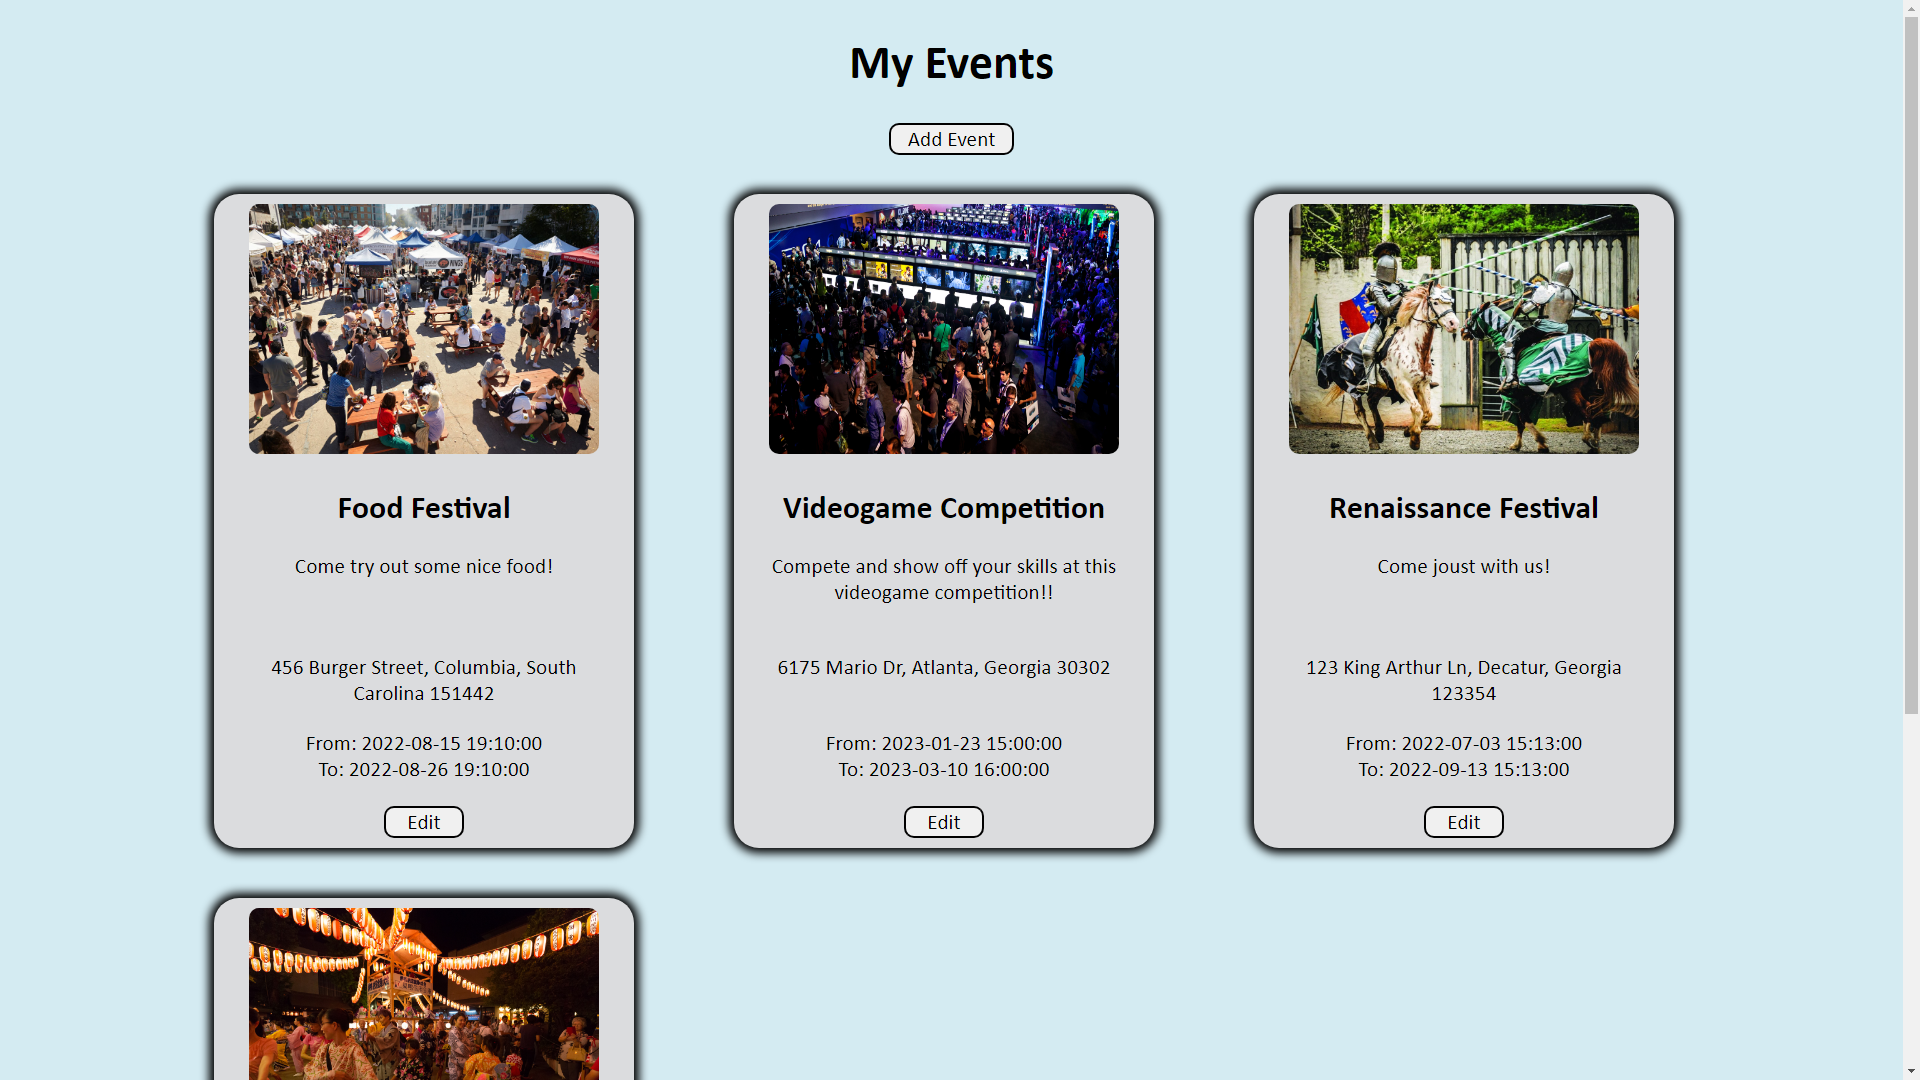 My Events
Add Event
Food Festival
Come try out some nice food!
456 Burger Street, Columbia, South
Carolina 151442
From: 2022-08-15 19:10:00
To: 2022-08-26 19:10:00
Edit
Videogame Competition
Compete and show off your skills at this
videogame competition!!
6175 Mario Dr, Atlanta, Georgia 30302
From: 2023-01-23 15:00:00
To: 2023-03-10 16:00:00
Edit
Renaissance Festival
Come joust with us!
123 King Arthur Ln, Decatur, Georgia
123354
From: 2022-07-03 15:13:00
To: 2022-09-13 15:13:00
Edit